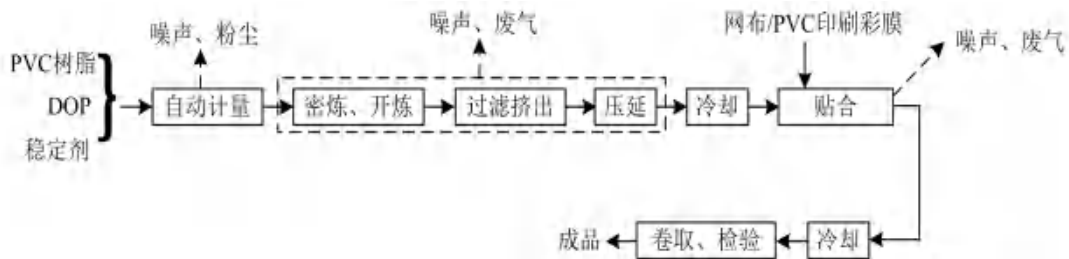 噪声、粉尘
噪声、废气
网布/PVC印刷彩膜
噪声、废气
PVC树脂
DOP
稳定剂
自动计量
密炼、开炼
过滤挤出
压延
冷却
贴合
成品
卷取、检验
冷却